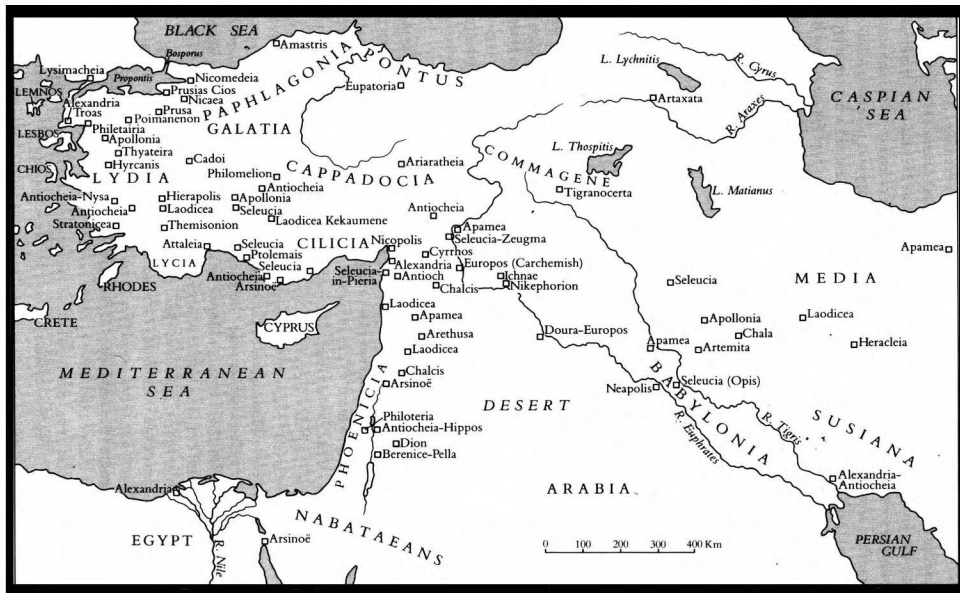 BLACK SEA
Bosporus
Amastris
Lysimacheia
Propontis
Nicomedeia
PAPHLAGONIA
PONTUS
L. Lychnitis
R. Cyrus
LEMNOS
Prusias Cios
Nicaea
Eupatoria
Artaxata
R. Araxes
CASPIAN
SEA
Alexandria
Troas
Prusa
Poimanenon
GALATIA
LESBOS
Philetairia
Apollonia
Thyateira
Hyrcanis
Cadoi
CHIOS
LYDIA
Philomelion
CAPPADOCIA
Ariaratheia
COMMAGENE
L. Thospitis
Tigranocerta
L. Matianus
Antiocheia-Nysa
Hierapolis
Antiocheia
Apollonia
Antiocheia
Laodicea
Seleucia
Laodicea Kekaumene
Antiocheia
Stratonicea
Themisonion
Apamea
Seleucia-Zeugma
Attaleia
Seleucia
CILICIA
Nicopolis
Cyrrhos
Apamea
LYCIA
Ptolemais
Seleucia
Alexandria
Europos (Carchemish)
RHODES
Antiocheia
Arsinoë
Seleucia-
in-Pieria
Antioch
Chalcis
Ichnae
Nikephorion
Seleucia
MEDIA
CRETE
CYPRUS
Laodicea
Apamea
Apollonia
Laodicea
Arethusa
Doura-Europos
Apamea
Chala
Artemita
Heracleia
Laodicea
MEDITERRANEAN
SEA
Chalcis
Arsinoë
Neapolis
Seleucia (Opis)
PHOENICIA
DESERT
BABYLONIA
R. Tigris
SUSIANA
R. Euphrates
Philoteria
Antiocheia-Hippos
Dion
Berenice-Pella
Alexandria
ARABIA
Alexandria-
Antiocheia
NABATAEANS
EGYPT
R. Nile
Arsinoë
PERSIAN
GULF
0 100 200 300 400 Km